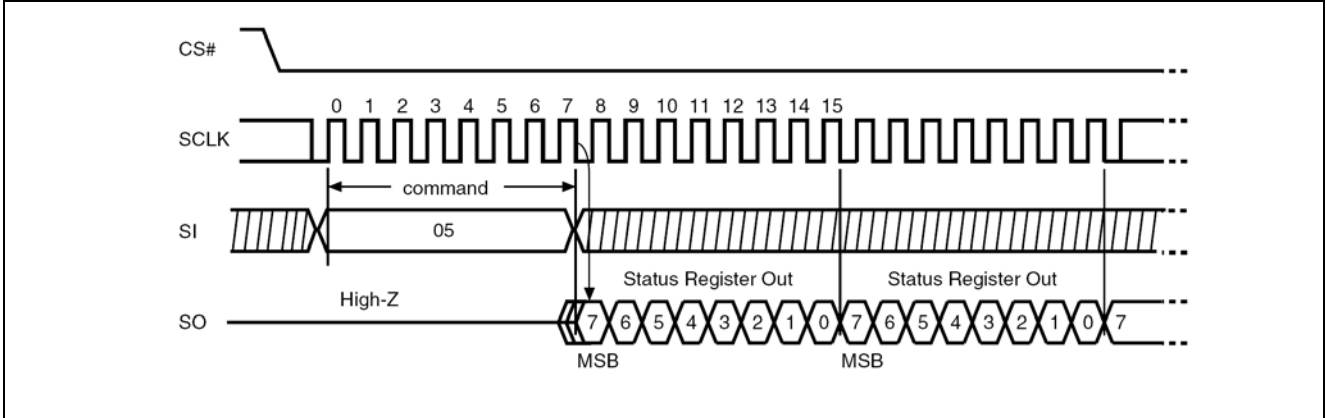 CS#
0 1 2 3 4 5 6 7 8 9 10 11 12 13 14 15
SCLK
command
SI 05
Status Register Out Status Register Out
High-Z
SO 7 6 5 4 3 2 1 0 7 6 5 4 3 2 1 0 7
MSB MSB